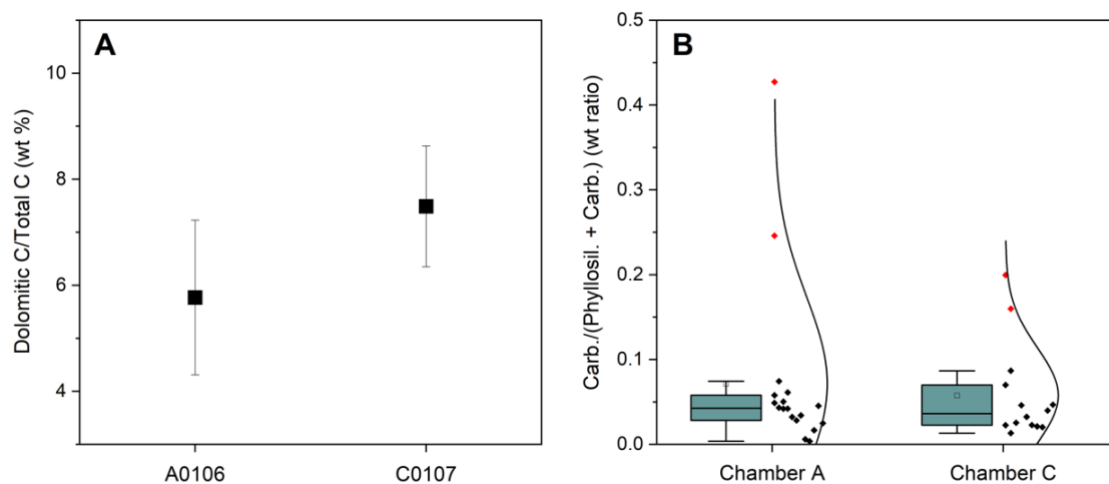 A
Dolomitic C/Total C (wt %)
10
8
6
4
A0106
C0107
B
Carb./(Phyllosil. + Carb.) (wt ratio)
0.5
0.4
0.3
0.2
0.1
0.0
Chamber A
Chamber C